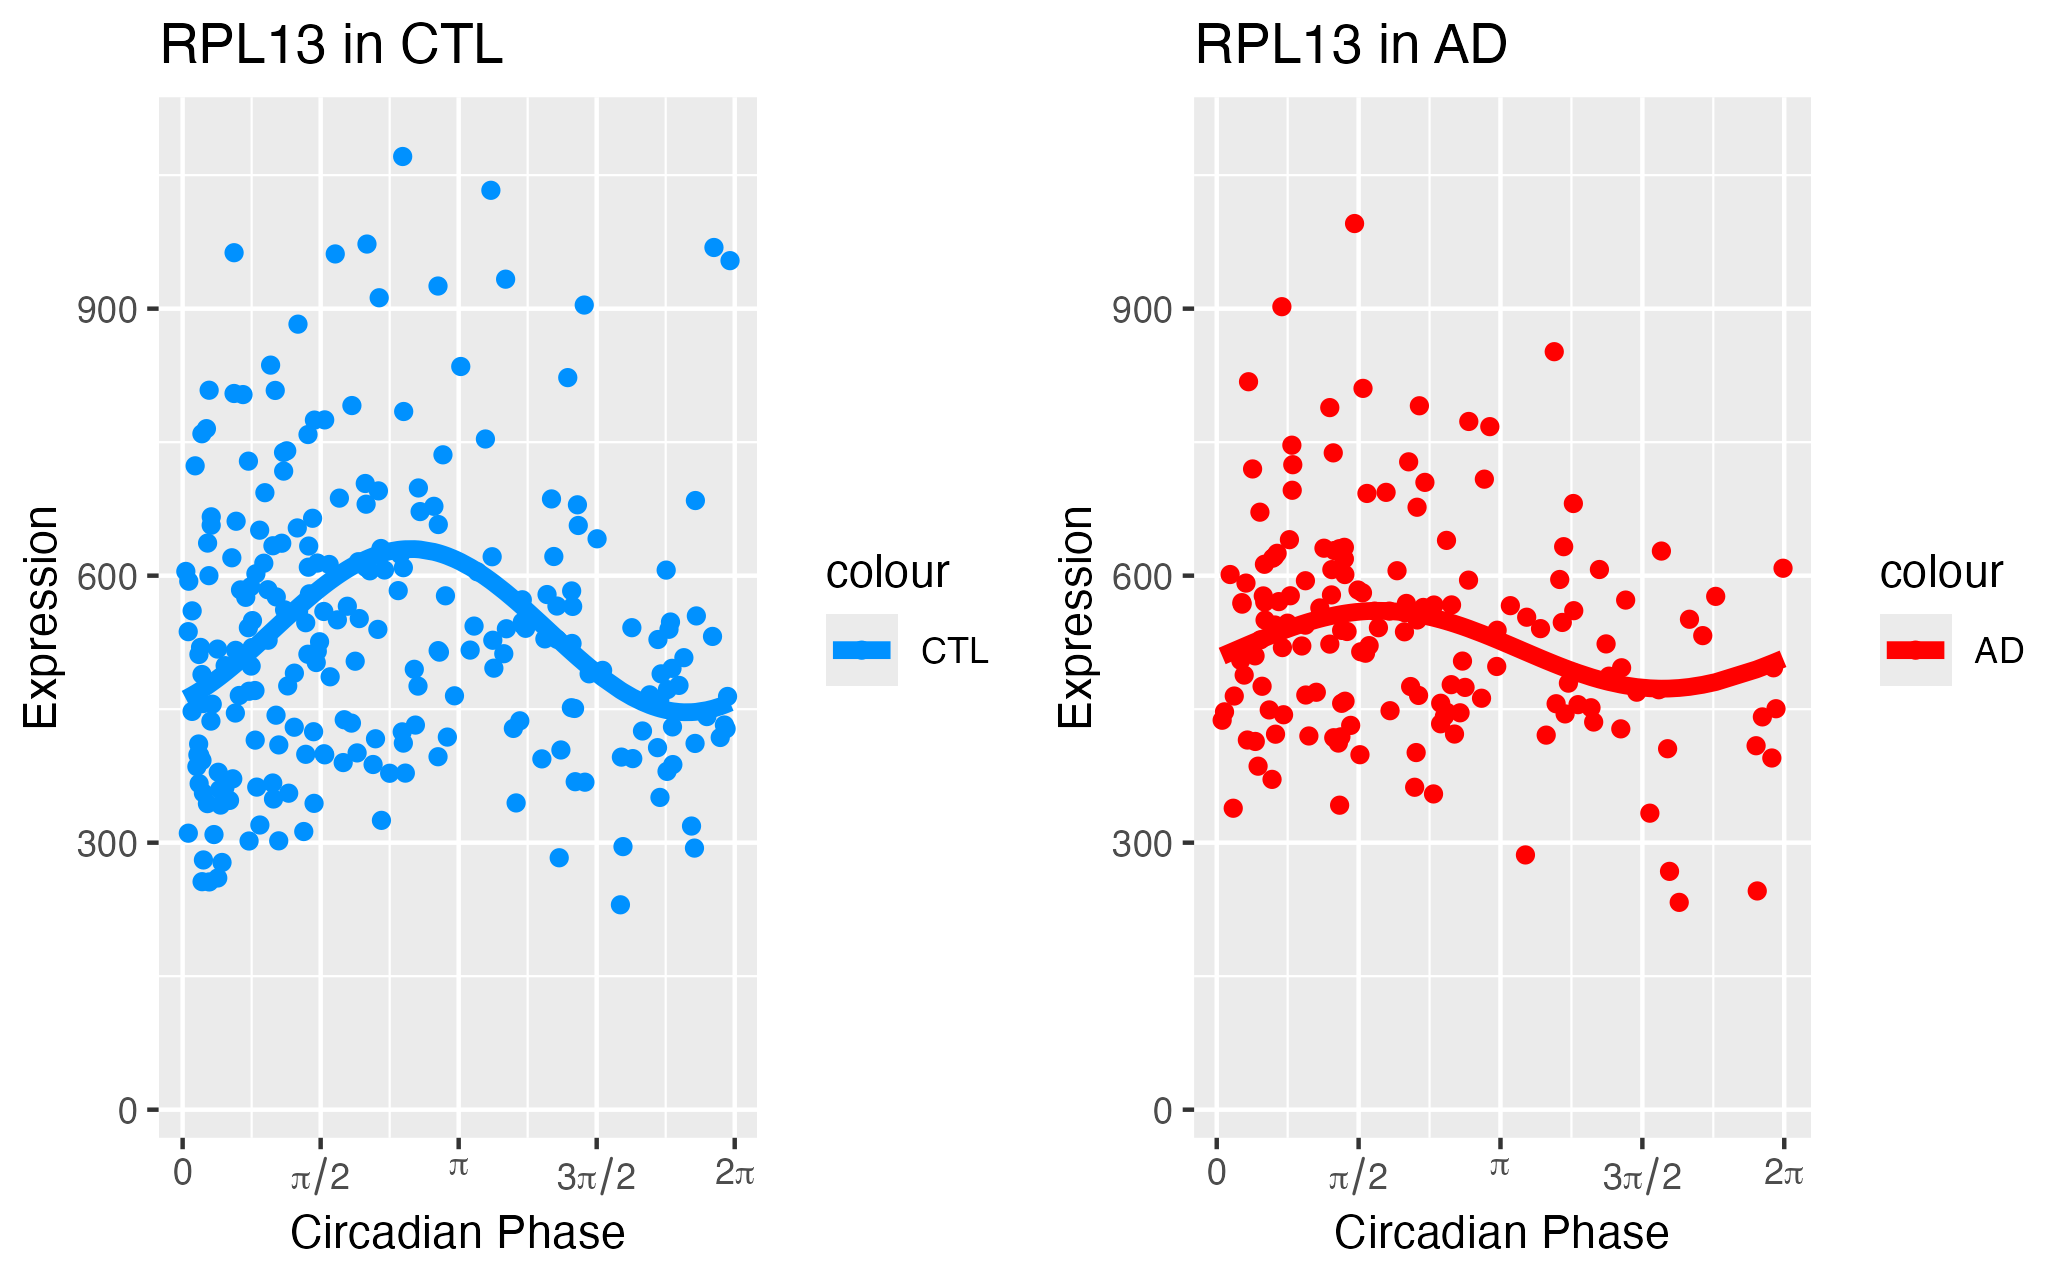 RPL13 in CTL
900
600
300
0
Expression
0 π/2 π 3π/2 2π
Circadian Phase
colour
CTL
RPL13 in AD
900
600
300
0
Expression
0 π/2 π 3π/2 2π
Circadian Phase
colour
AD